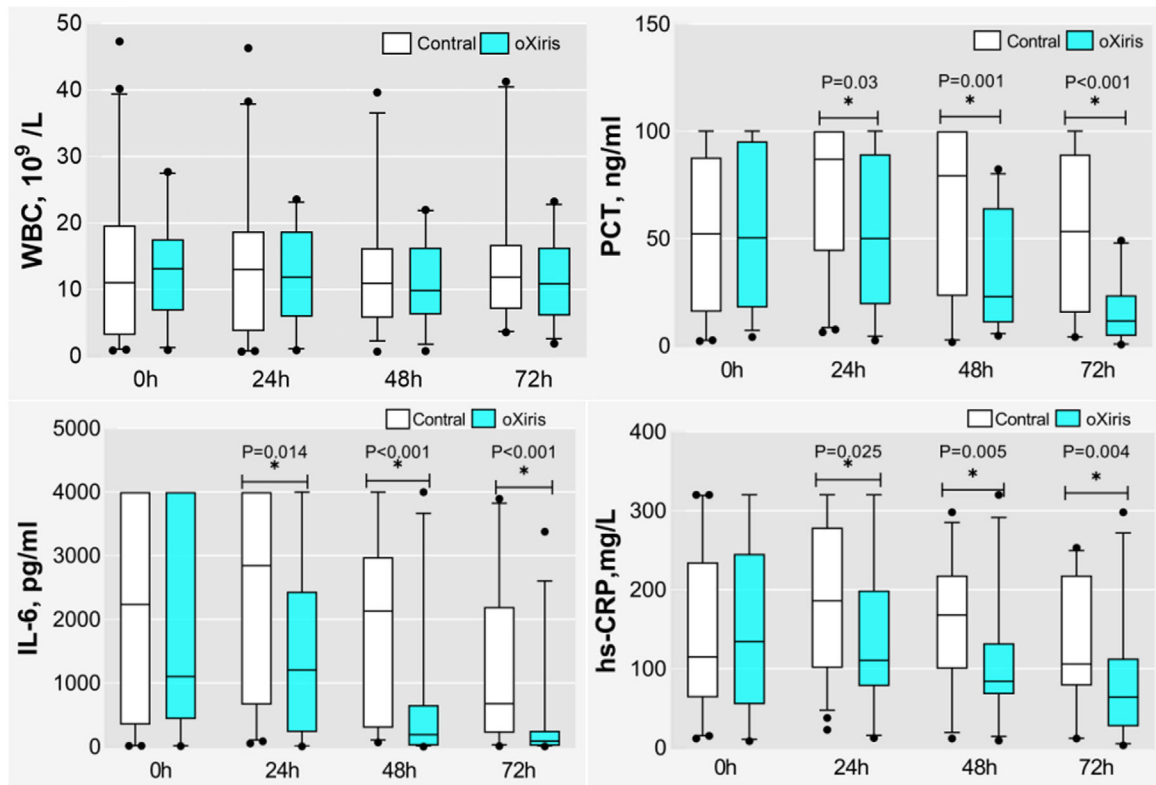 Contral oXiris
WBC, 10⁹ /L
50
40
30
20
10
0
0h 24h 48h 72h
Contral oXiris
PCT, ng/ml
150
100
50
0
P=0.03 P=0.001 P<0.001
* * *
0h 24h 48h 72h
Contral oXiris
IL-6, pg/ml
5000
4000
3000
2000
1000
0
P=0.014 P<0.001 P<0.001
* * *
0h 24h 48h 72h
Contral oXiris
hs-CRP,mg/L
400
300
200
100
0
P=0.025 P=0.005 P=0.004
* * *
0h 24h 48h 72h